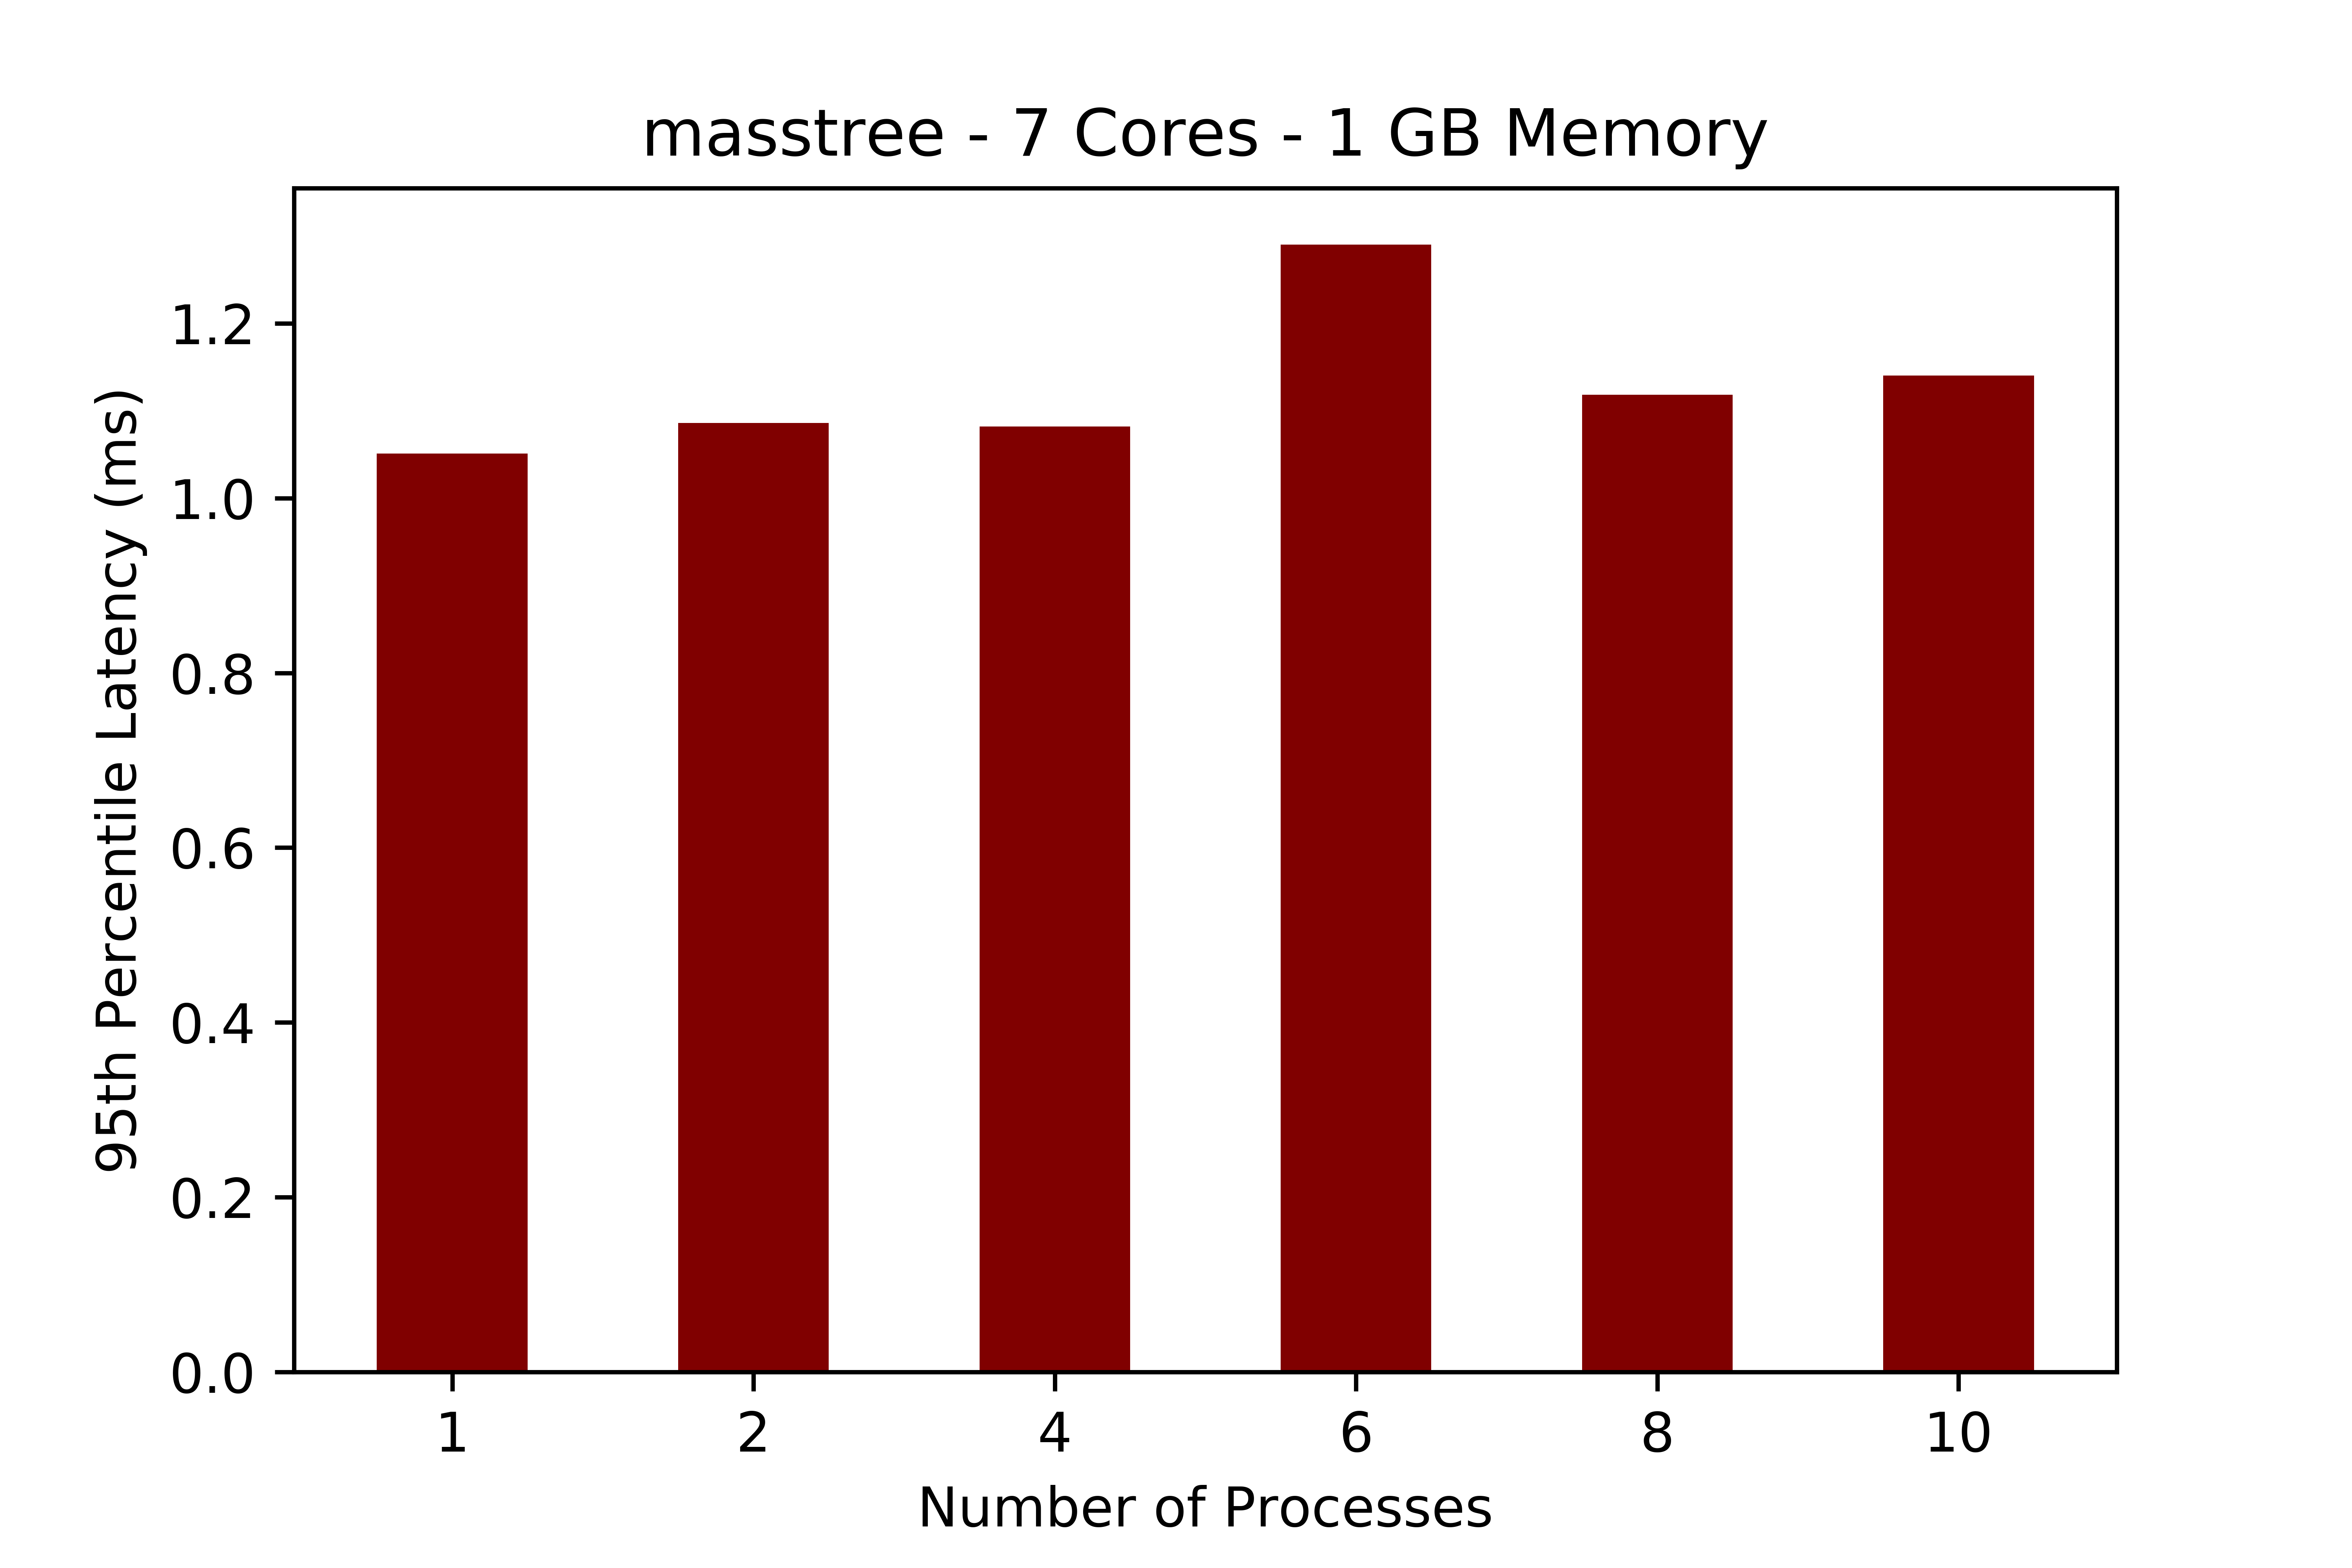 masstree - 7 Cores - 1 GB Memory
95th Percentile Latency (ms)
1.2
1.0
0.8
0.6
0.4
0.2
0.0
1 2 4 6 8 10
Number of Processes